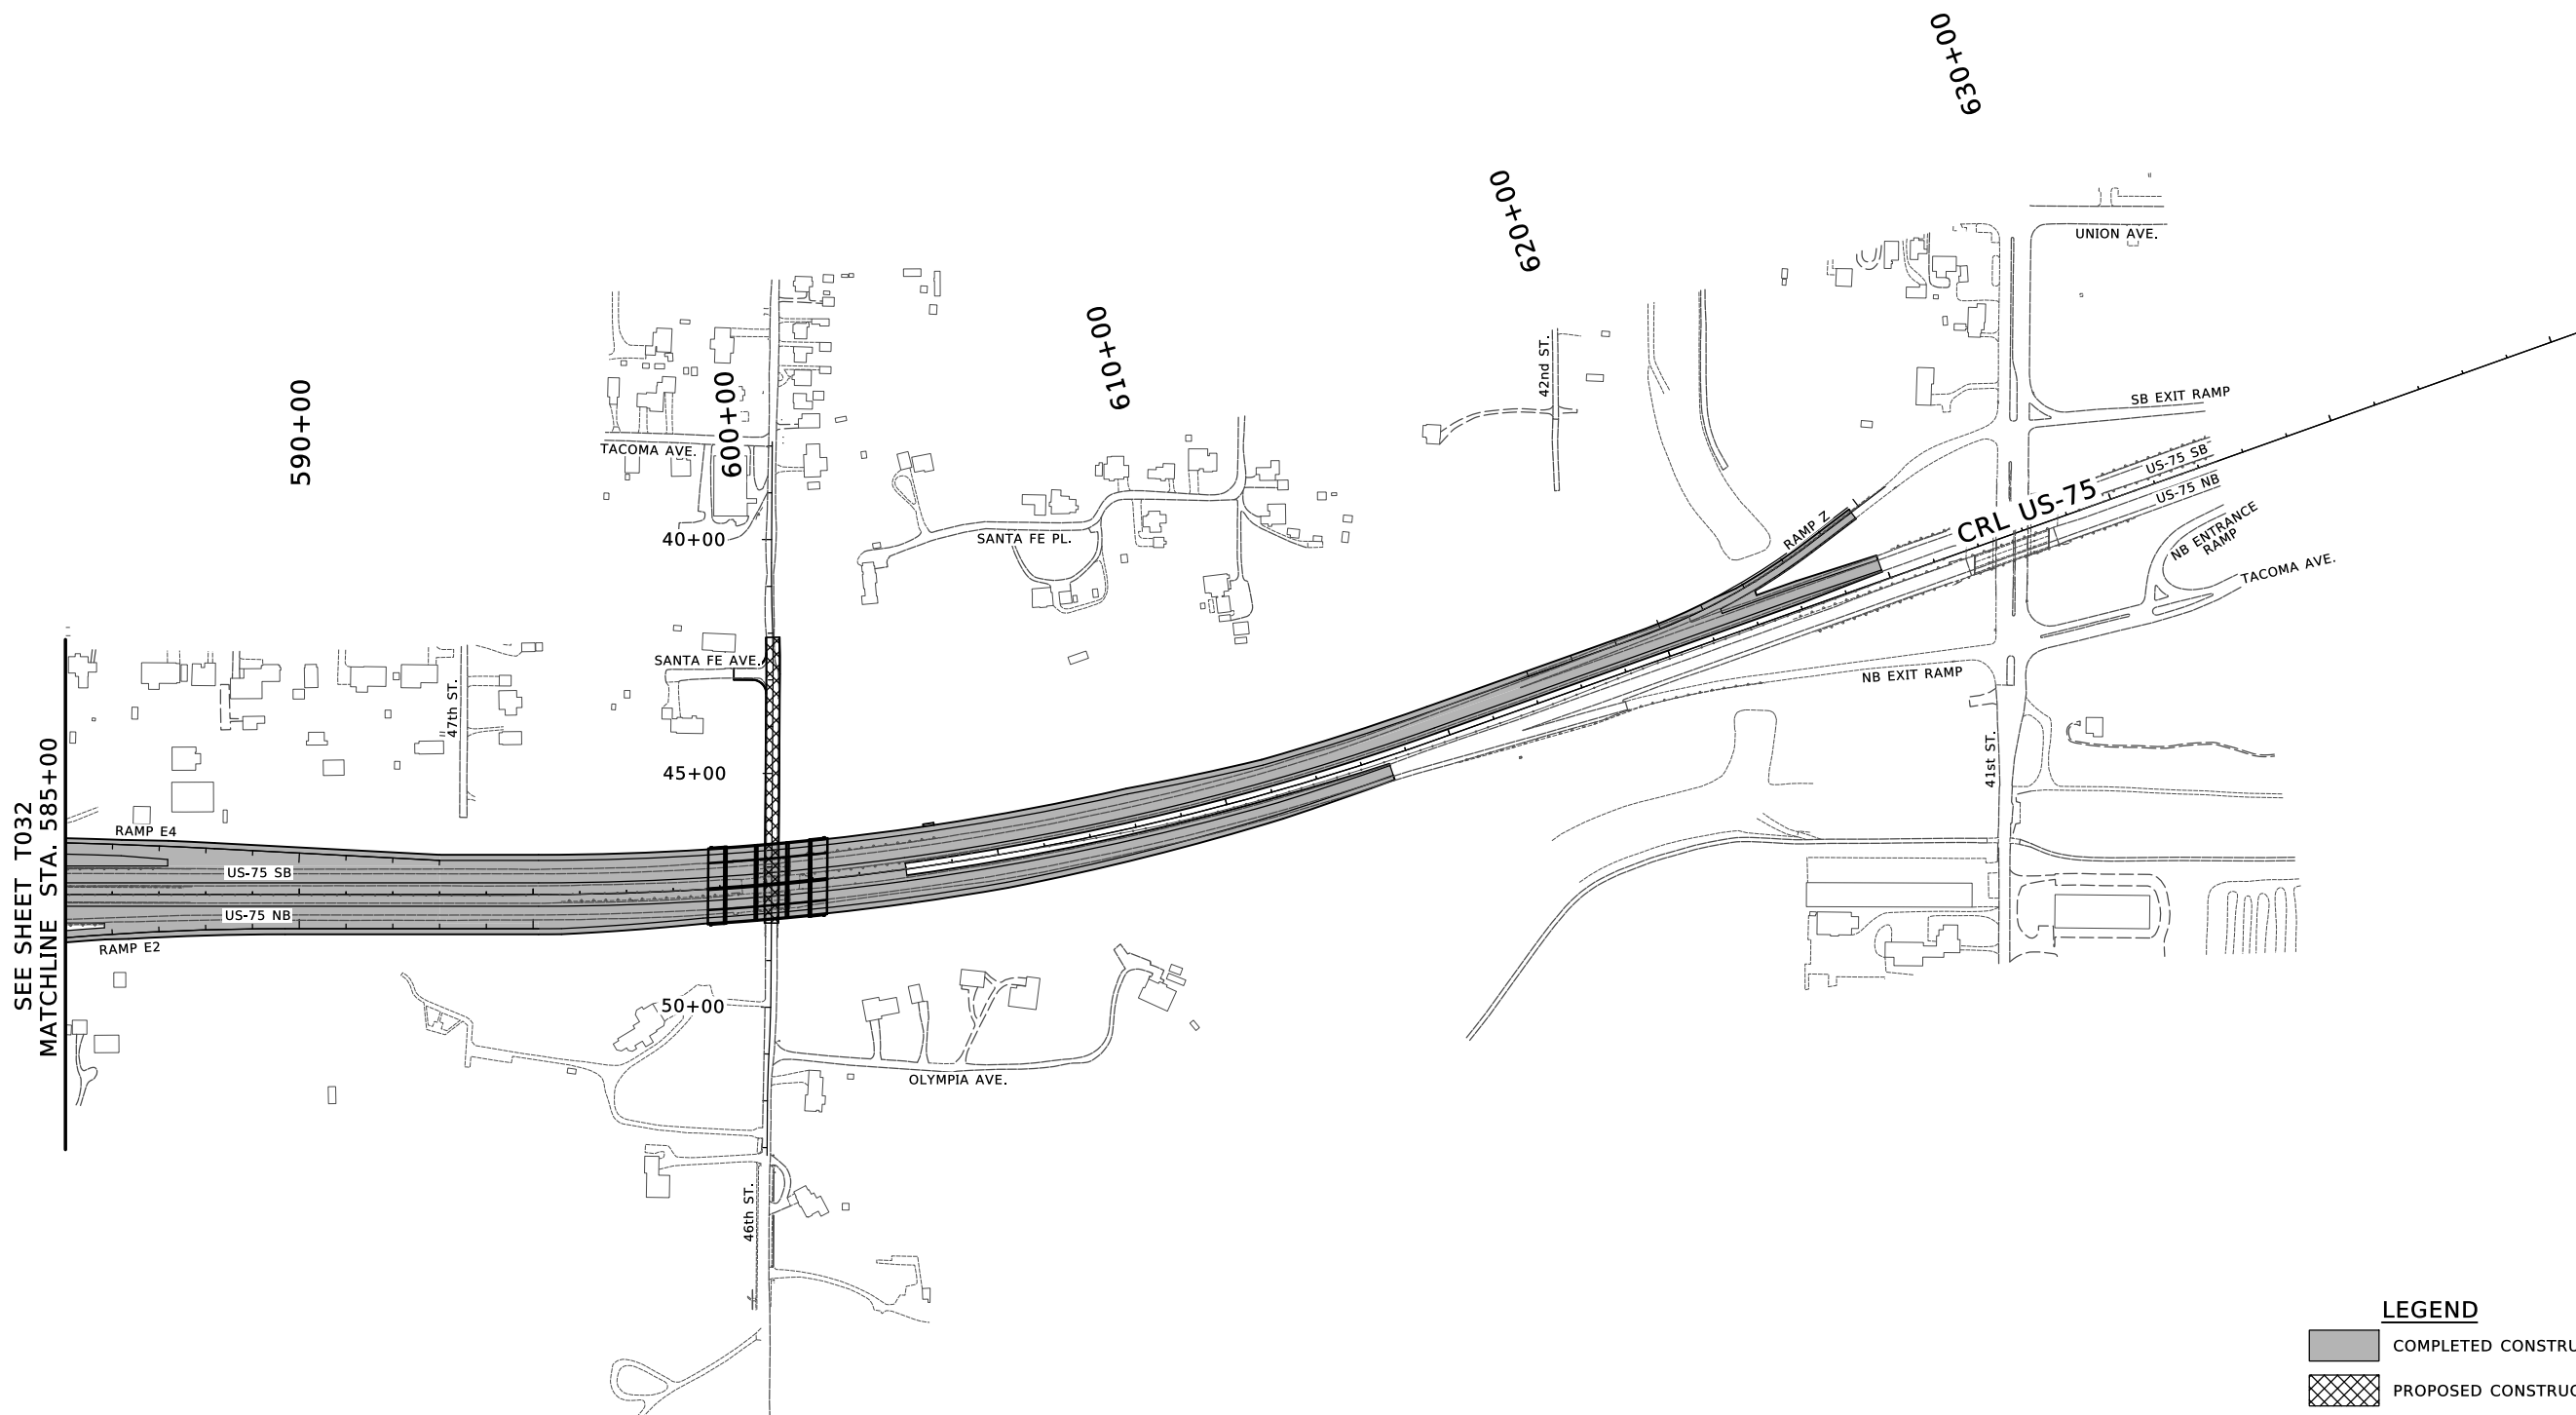 630+00
620+00
UNION AVE.
610+00
42nd ST.
590+00
600+00
SB EXIT RAMP
TACOMA AVE.
US-75 SB
US-75 NB
CRL US-75
NB ENTRANCE
RAMP
TACOMA AVE.
RAMP Z
40+00
SANTA FE PL.
SANTA FE AVE.
NB EXIT RAMP
47th ST.
45+00
41st ST.
SEE SHEET T032
MATCHLINE STA. 585+00
RAMP E4
US-75 SB
US-75 NB
RAMP E2
50+00
OLYMPIA AVE.
46th ST.
LEGEND
COMPLETED CONSTRU
PROPOSED CONSTRUC